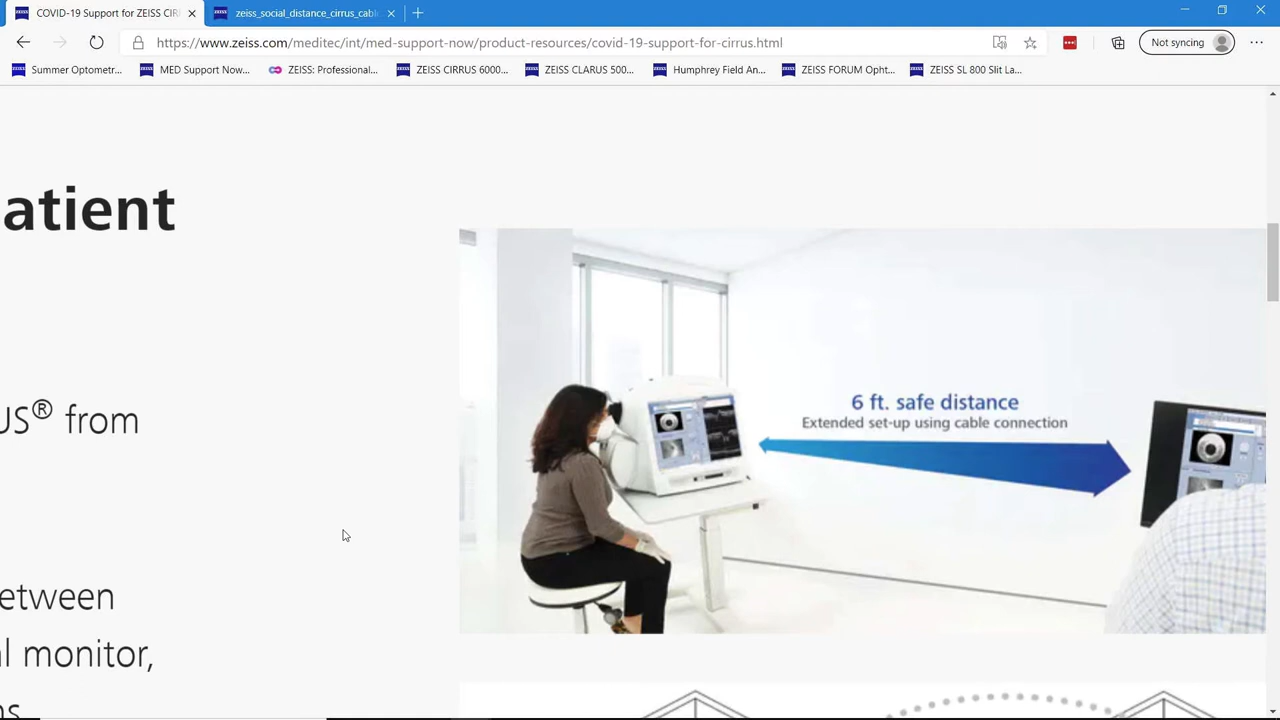 COVID-19 Support for ZEISS CIR
zeiss_social_distance_cirrus_cabl
https://www.zeiss.com/meditec/int/med-support-now/product-resources/covid-19-support-for-cirrus.html
Not syncing
Summer Optometr...
MED Support Now...
ZEISS: Professional...
ZEISS CIRRUS 6000...
ZEISS CLARUS 500...
Humphrey Field An...
ZEISS FORUM Opht...
ZEISS SL 800 Slit La...
atient
US® from
etween
l monitor,
ns
6 ft. safe distance
Extended set-up using cable connection